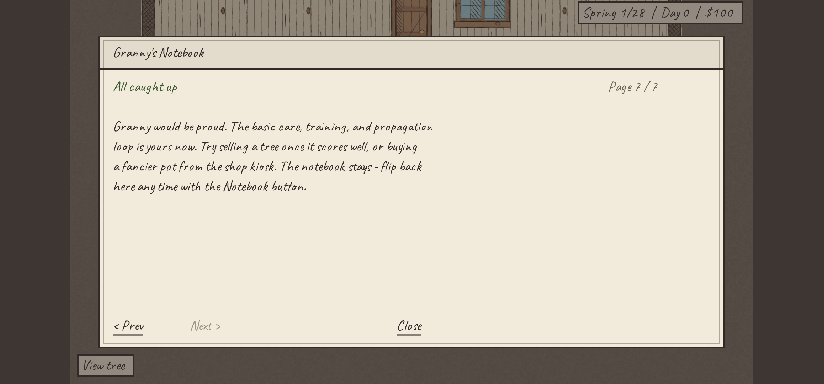 Spring 1/28 | Day 0 | $100
Granny's Notebook
All caught up
Page 7 / 7
Granny would be proud. The basic care, training, and propagation
loop is yours now. Try selling a tree once it scores well, or buying
a fancier pot from the shop kiosk. The notebook stays - flip back
here any time with the Notebook button.
< Prev
Next >
Close
View tree